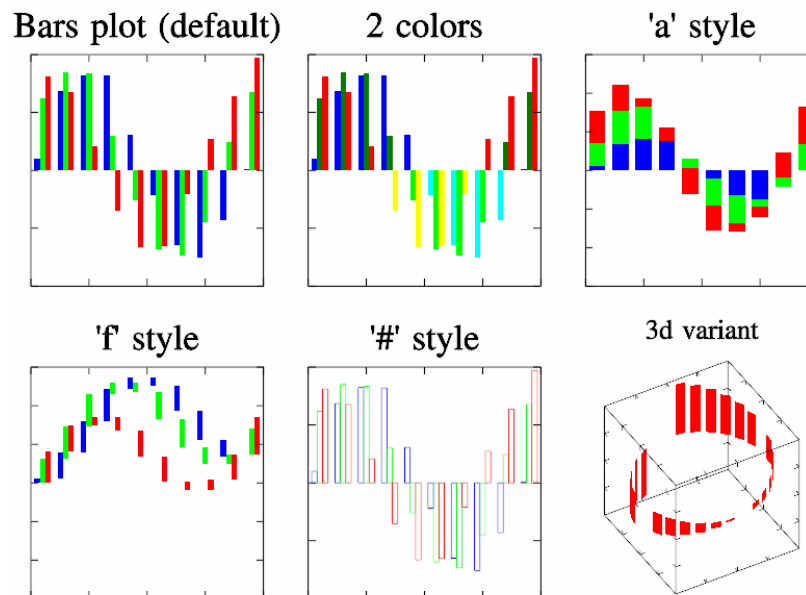 Bars plot (default)
2 colors
'a' style
'f' style
'#' style
3d variant